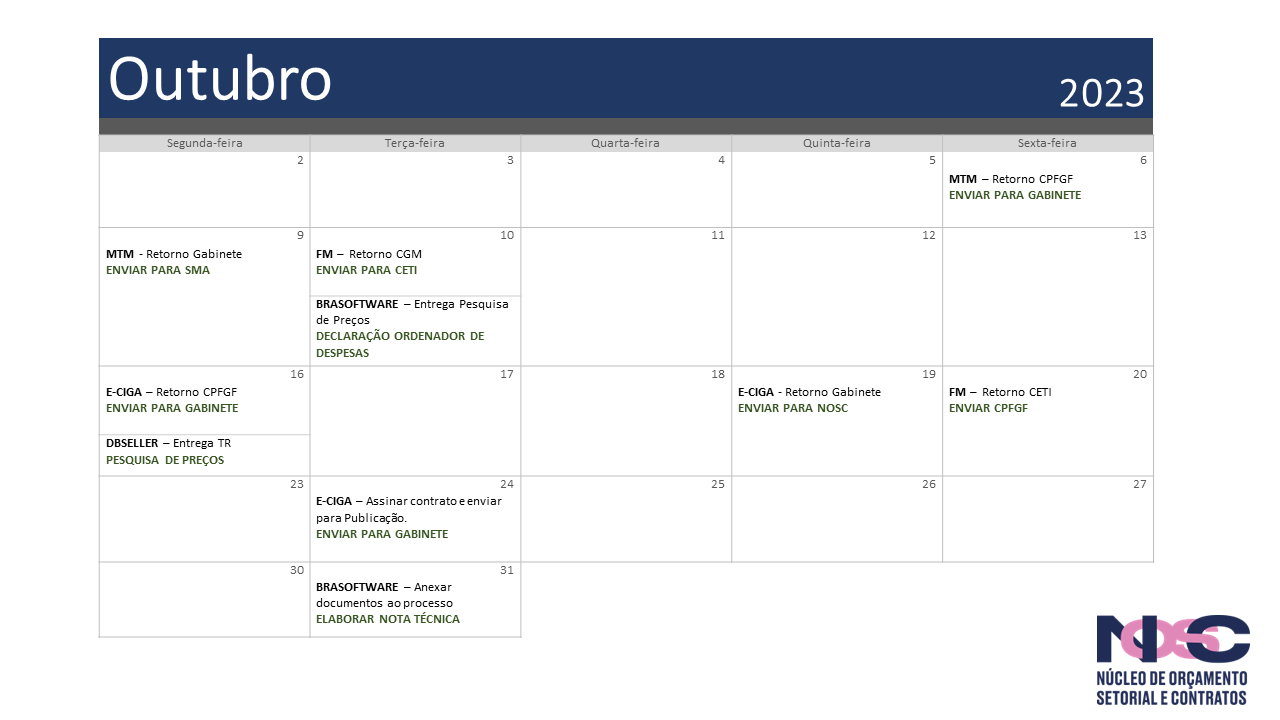 Outubro
2023
Segunda-feira
Terça-feira
Quarta-feira
Quinta-feira
Sexta-feira
2
3
4
5
6
MTM – Retorno CPFGF
ENVIAR PARA GABINETE
9
MTM - Retorno Gabinete
ENVIAR PARA SMA
10
FM – Retorno CGM
ENVIAR PARA CETI
BRASOFTWARE – Entrega Pesquisa
de Preços
DECLARAÇÃO ORDENADOR DE
DESPESAS
11
12
13
16
E-CIGA – Retorno CPFGF
ENVIAR PARA GABINETE
DBSELLER – Entrega TR
PESQUISA DE PREÇOS
17
18
19
E-CIGA - Retorno Gabinete
ENVIAR PARA NOSC
20
FM – Retorno CETI
ENVIAR CPFGF
23
24
E-CIGA – Assinar contrato e enviar
para Publicação.
ENVIAR PARA GABINETE
25
26
27
30
31
BRASOFTWARE – Anexar
documentos ao processo
ELABORAR NOTA TÉCNICA
NOSC
NÚCLEO DE ORÇAMENTO
SETORIAL E CONTRATOS